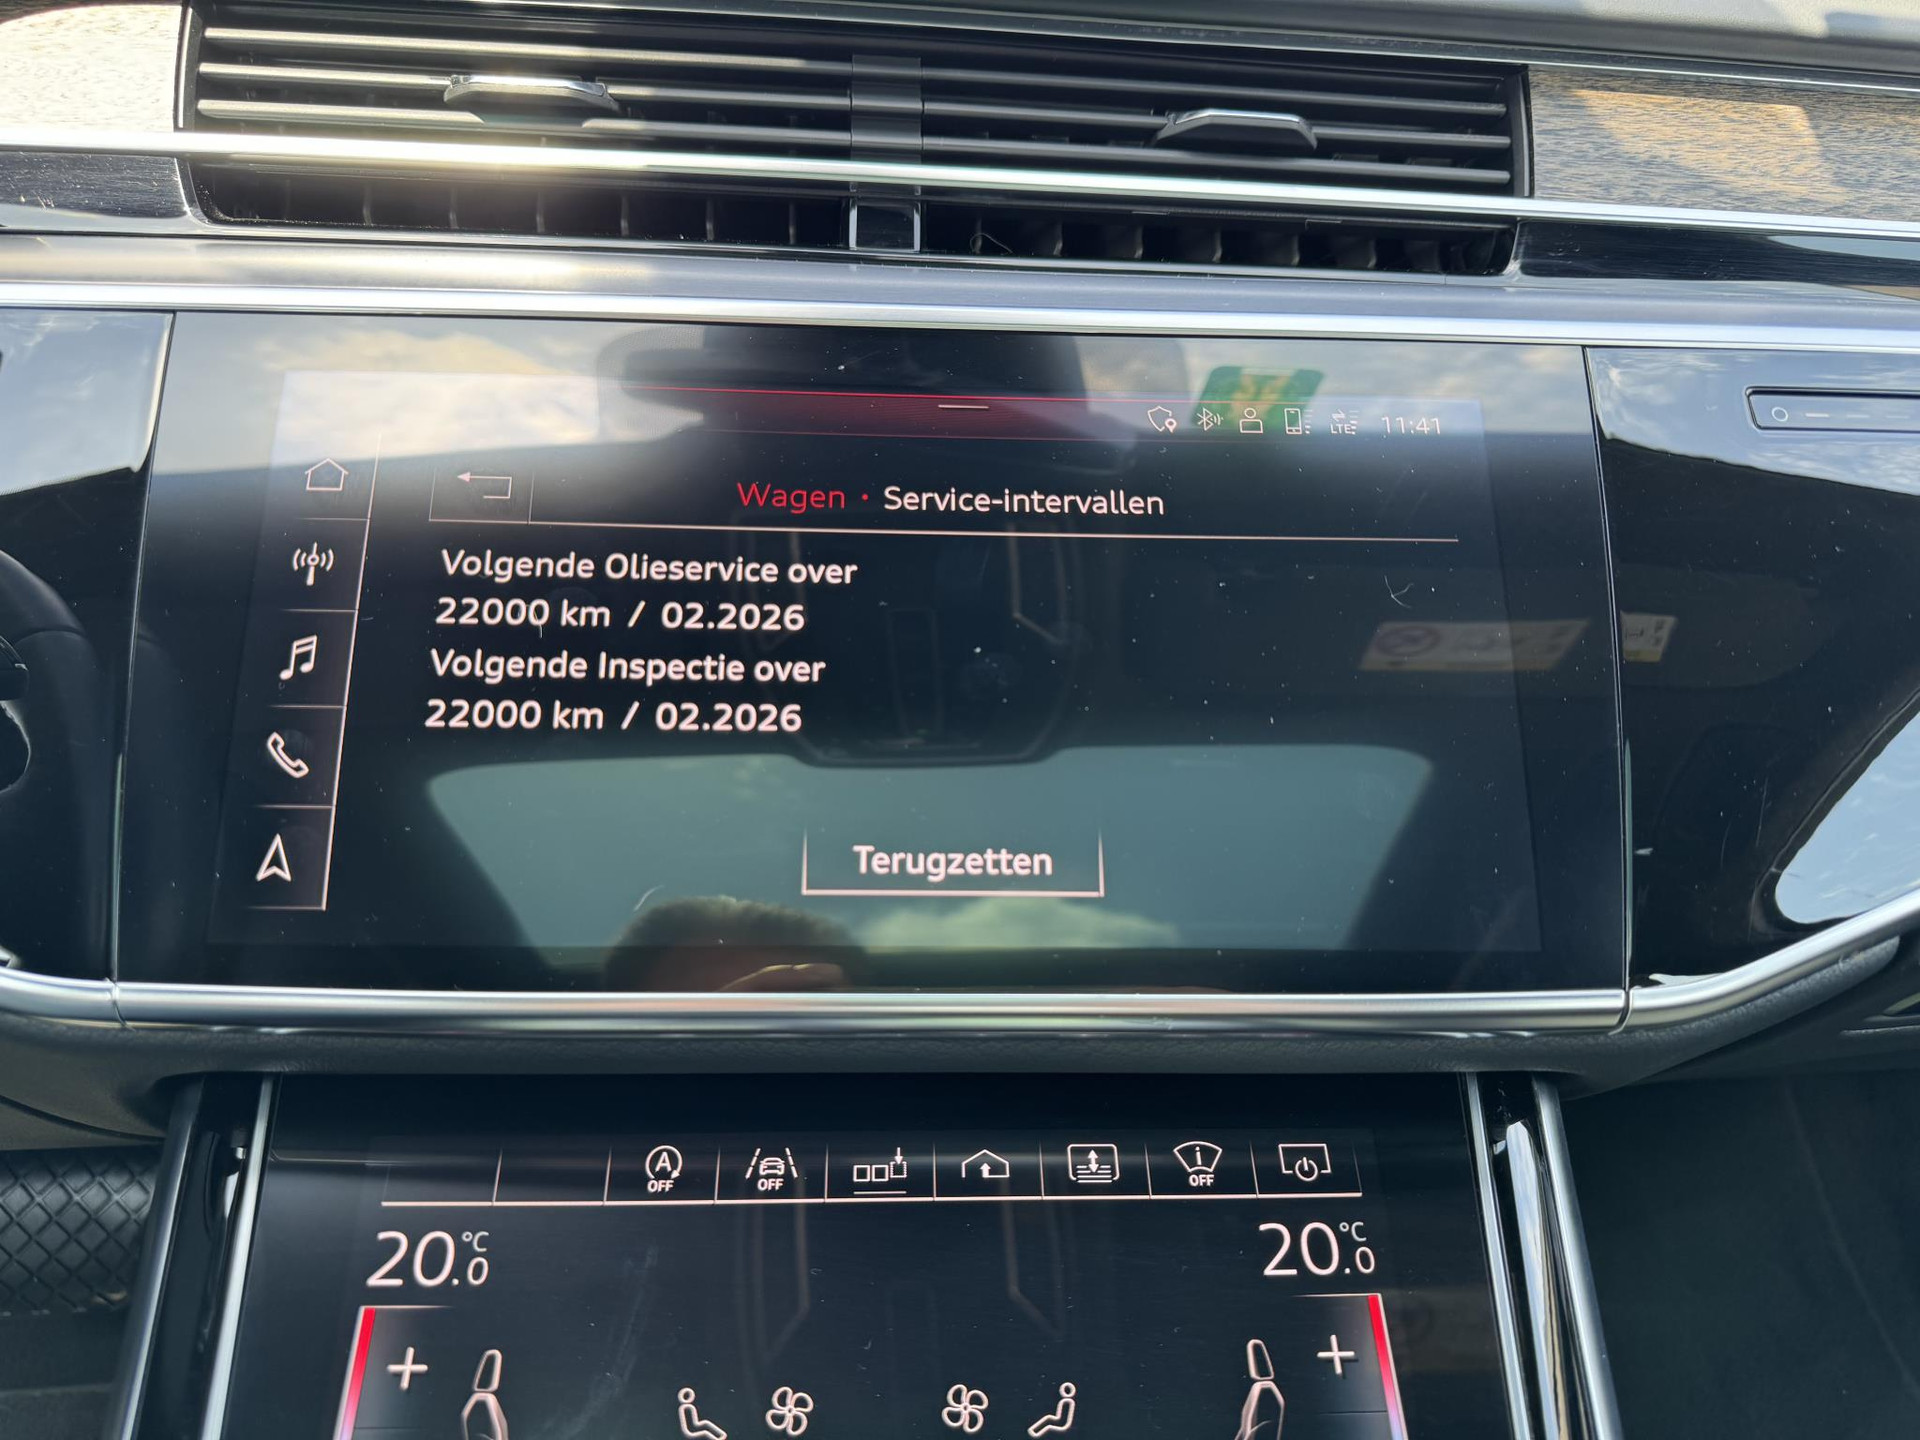 LTE 11:41
Wagen • Service-intervallen
Volgende Olieservice over
22000 km / 02.2026
Volgende Inspectie over
22000 km / 02.2026
Terugzetten
A OFF OFF i OFF
20.0 °C 20.0 °C
+ +